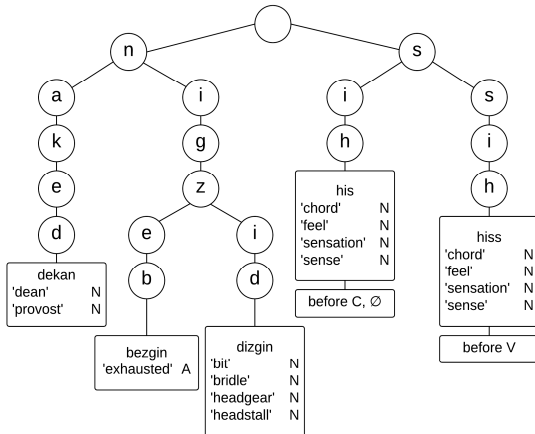 n
s
a
i
i
s
k
g
h
i
e
z
h
d
e
i
b
d
dekan
'dean' N
'provost' N
bezgin
'exhausted' A
dizgin
'bit' N
'bridle' N
'headgear' N
'headstall' N
his
'chord' N
'feel' N
'sensation' N
'sense' N
before C, ∅
hiss
'chord' N
'feel' N
'sensation' N
'sense' N
before V